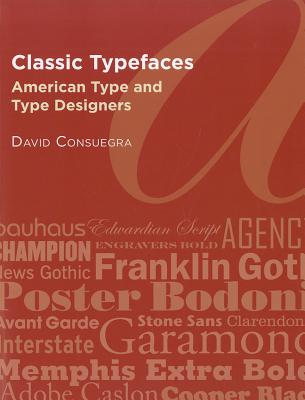 a
Classic Typefaces
American Type and
Type Designers
David Consuegra
bauhaus Edwardian Script AGENC
CHAMPION ENGRAVERS BOLD
News Gothic Franklin Goth
Poster Bodoni
Avant Garde Stone Sans Clarendon
Interstate Garamond
Memphis Extra Bold
Adobe Caslon Cooper Blac